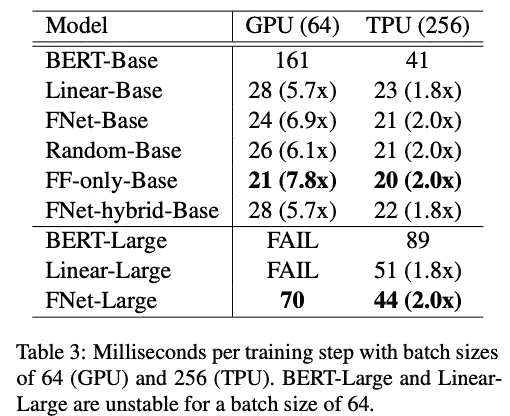 Model GPU (64) TPU (256)
BERT-Base 161 41
Linear-Base 28 (5.7x) 23 (1.8x)
FNet-Base 24 (6.9x) 21 (2.0x)
Random-Base 26 (6.1x) 21 (2.0x)
FF-only-Base 21 (7.8x) 20 (2.0x)
FNet-hybrid-Base 28 (5.7x) 22 (1.8x)
BERT-Large FAIL 89
Linear-Large FAIL 51 (1.8x)
FNet-Large 70 44 (2.0x)
Table 3: Milliseconds per training step with batch sizes
of 64 (GPU) and 256 (TPU). BERT-Large and Linear-
Large are unstable for a batch size of 64.